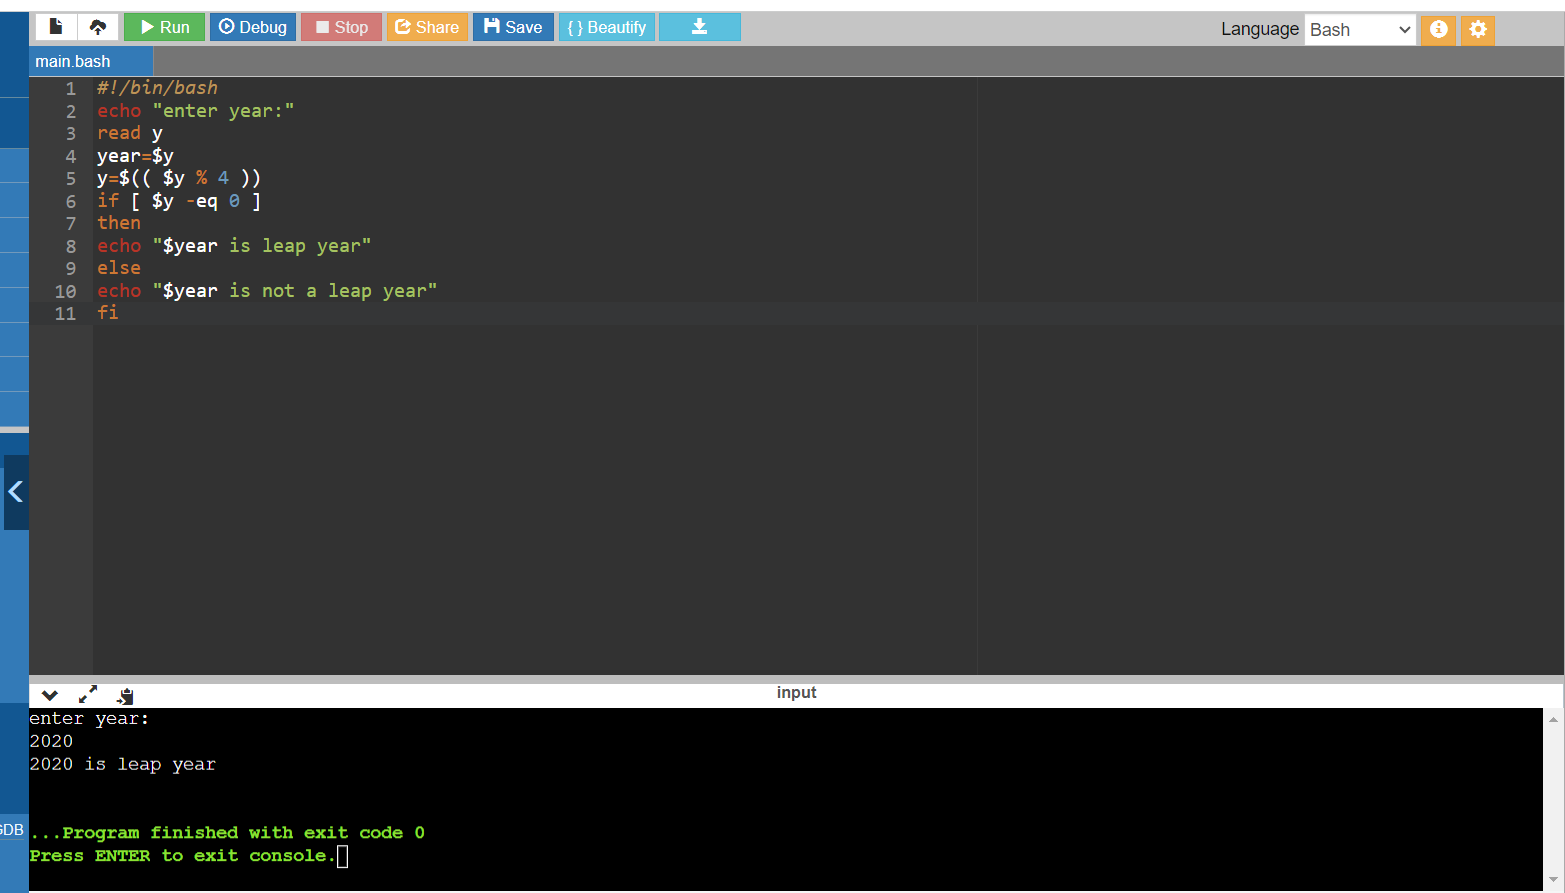 Run Debug Stop Share Save { } Beautify Language Bash
main.bash
1 #!/bin/bash
2 echo "enter year:"
3 read y
4 year=$y
5 y=$(( $y % 4 ))
6 if [ $y -eq 0 ]
7 then
8 echo "$year is leap year"
9 else
10 echo "$year is not a leap year"
11 fi
input
enter year:
2020
2020 is leap year
...Program finished with exit code 0
Press ENTER to exit console.